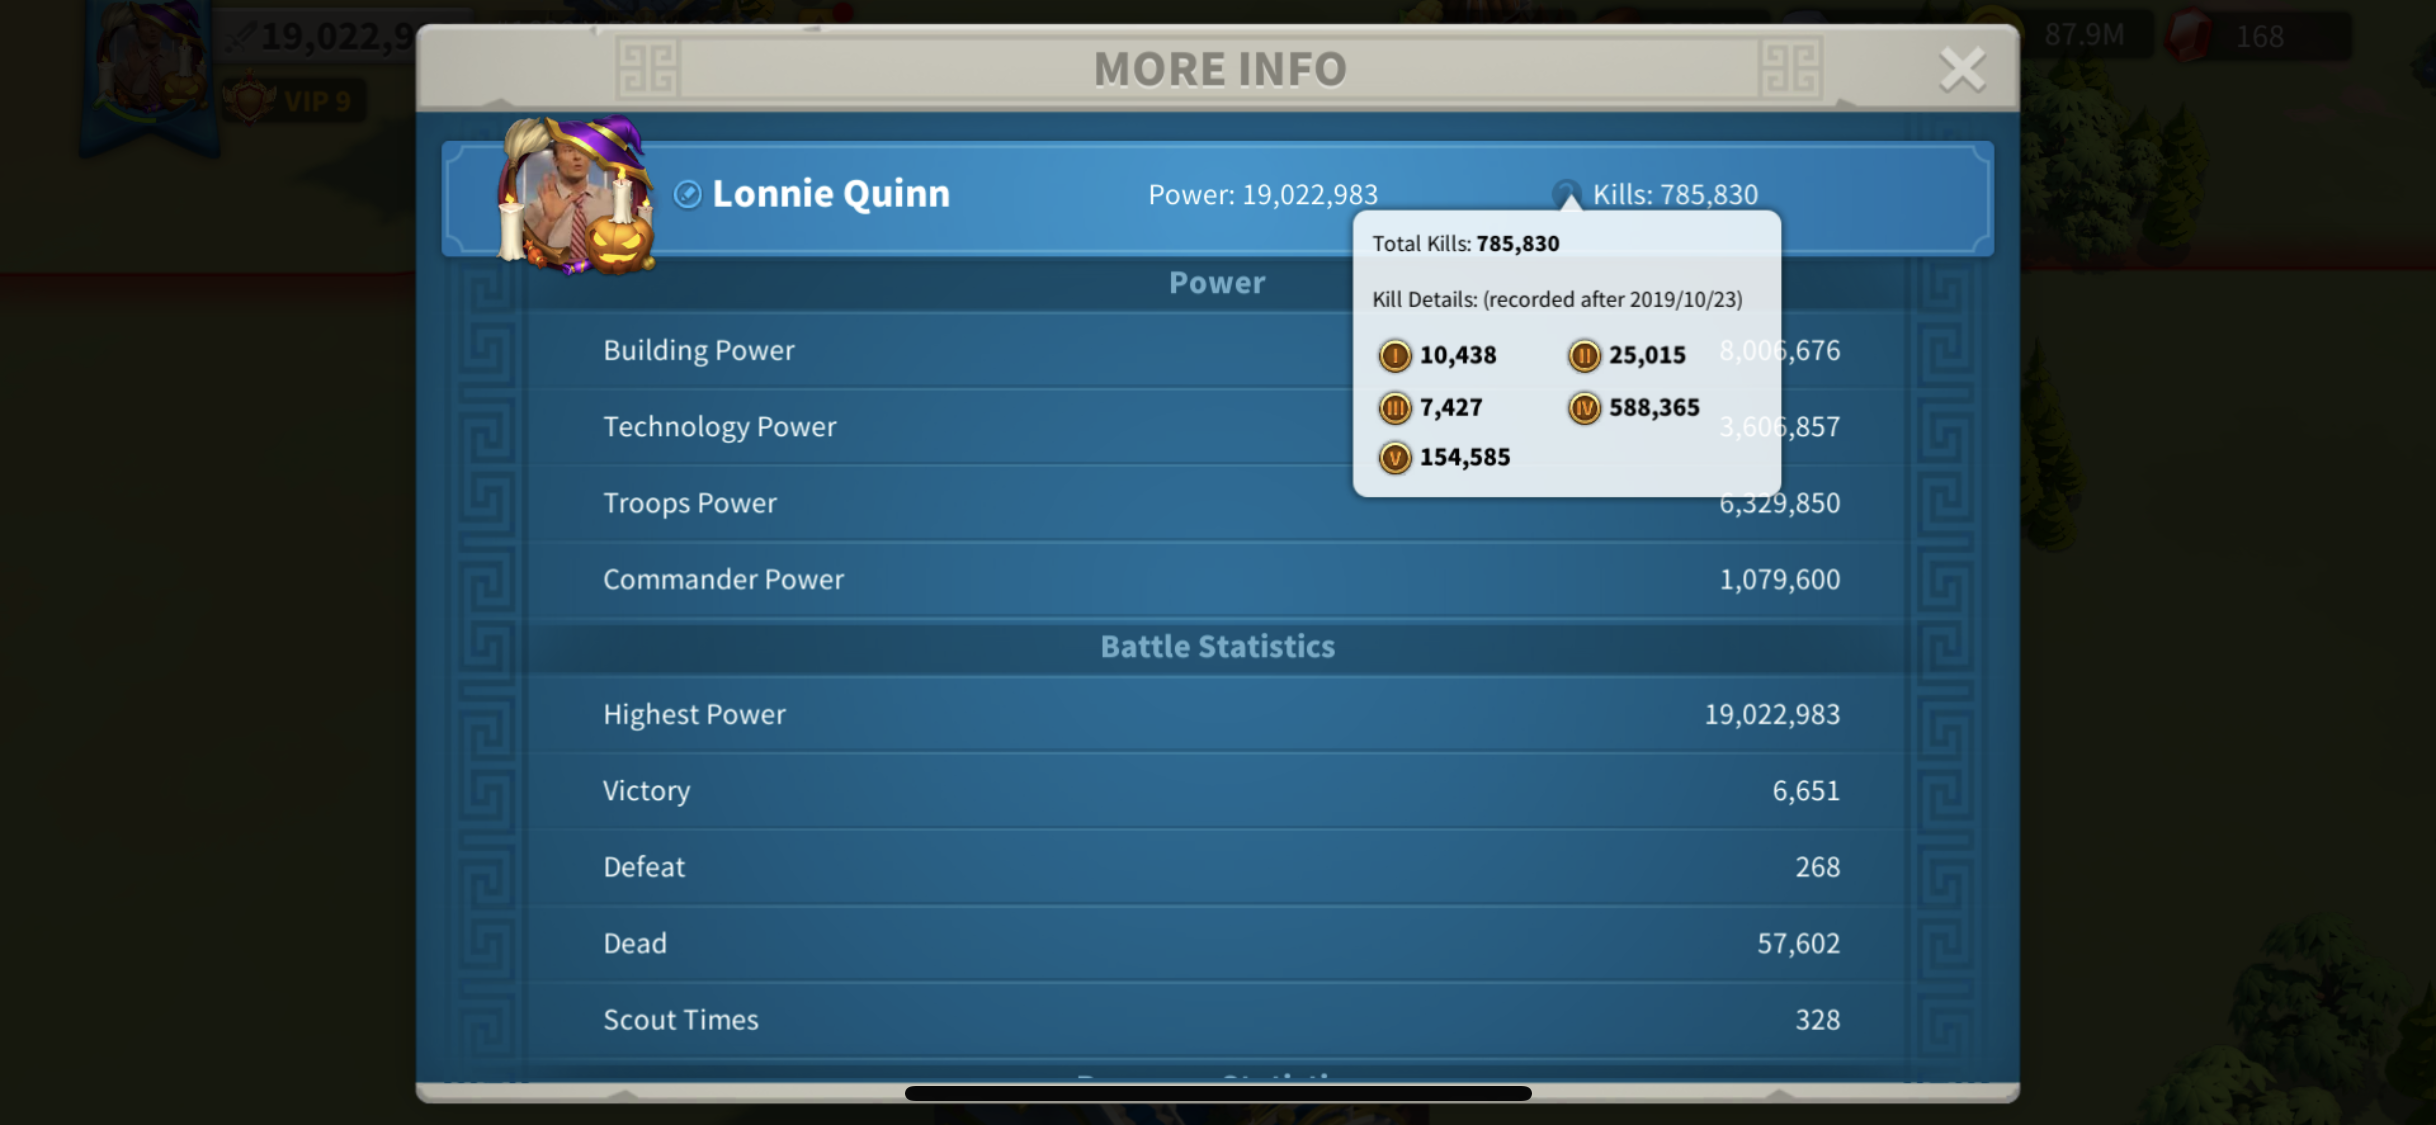 19,022,9
87.9M
168
VIP 9
MORE INFO
Lonnie Quinn
Power: 19,022,983
Kills: 785,830
Total Kills: 785,830
Kill Details: (recorded after 2019/10/23)
I 10,438 II 25,015
III 7,427 IV 588,365
V 154,585
Power
Building Power 8,006,676
Technology Power 3,606,857
Troops Power 6,329,850
Commander Power 1,079,600
Battle Statistics
Highest Power 19,022,983
Victory 6,651
Defeat 268
Dead 57,602
Scout Times 328